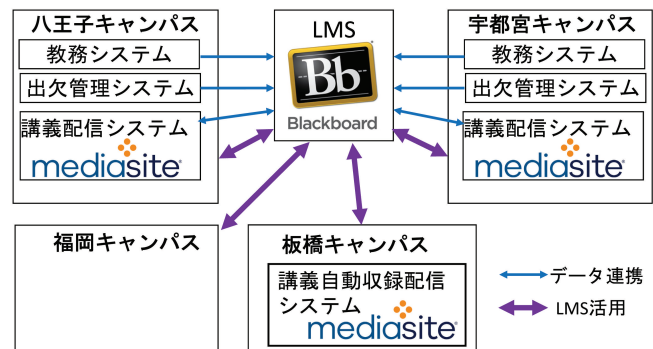 八王子キャンパス
教務システム
出欠管理システム
講義配信システム
mediasite
LMS
Bb
Blackboard
宇都宮キャンパス
教務システム
出欠管理システム
講義配信システム
mediasite
福岡キャンパス
板橋キャンパス
講義自動収録配信
システム
mediasite
データ連携
LMS活用